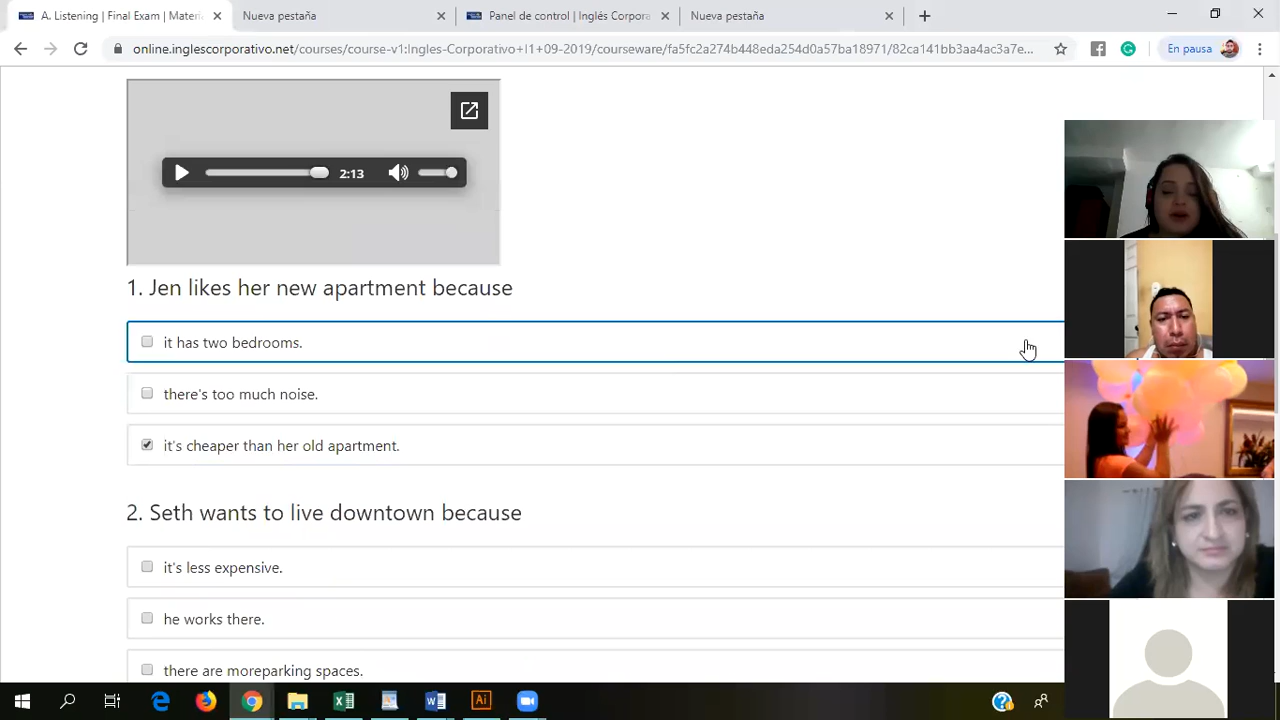 A. Listening | Final Exam | Mater
Nueva pestaña
Panel de control | Inglés Corpora
Nueva pestaña
online.inglescorporativo.net/courses/course-v1:Ingles-Corporativo+I1+09-2019/courseware/fa5fc2a274b448eda254d0a57ba18971/82ca141bb3aa4ac3a7e...
En pausa
2:13
1. Jen likes her new apartment because
it has two bedrooms.
there's too much noise.
it's cheaper than her old apartment.
2. Seth wants to live downtown because
it's less expensive.
he works there.
there are moreparking spaces.